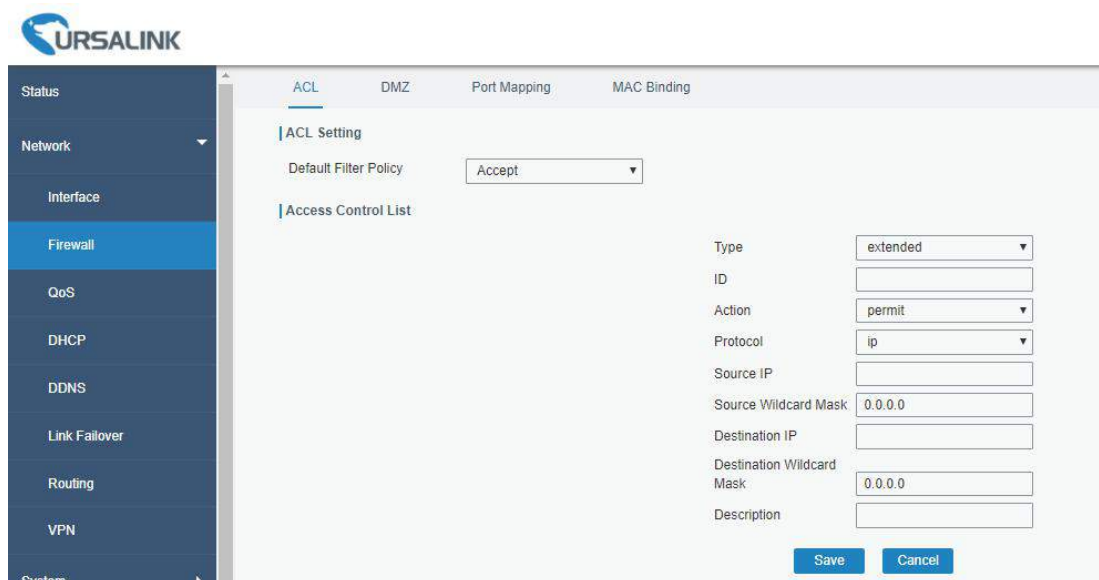 URSALINK
Status
Network
Interface
Firewall
QoS
DHCP
DDNS
Link Failover
Routing
VPN
System
ACL DMZ Port Mapping MAC Binding
ACL Setting
Default Filter Policy Accept
Access Control List
Type extended
ID
Action permit
Protocol ip
Source IP
Source Wildcard Mask 0.0.0.0
Destination IP
Destination Wildcard
Mask 0.0.0.0
Description
Save Cancel